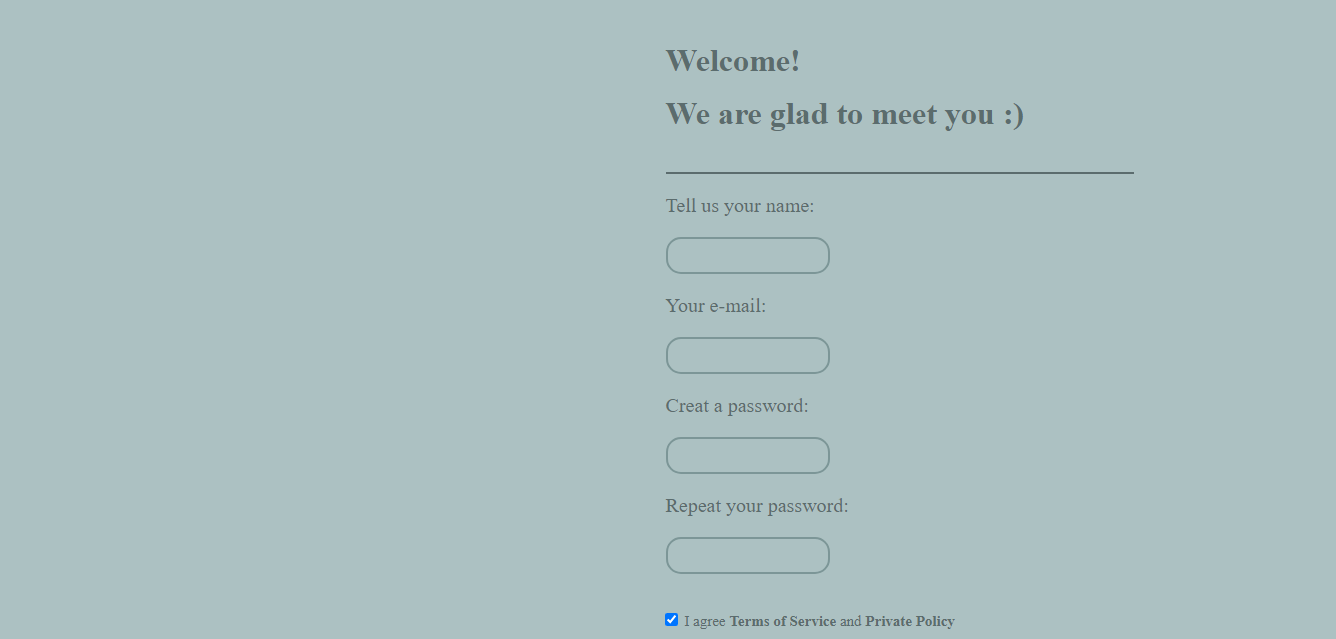 Welcome!
We are glad to meet you :)
Tell us your name:
Your e-mail:
Creat a password:
Repeat your password:
I agree Terms of Service and Private Policy